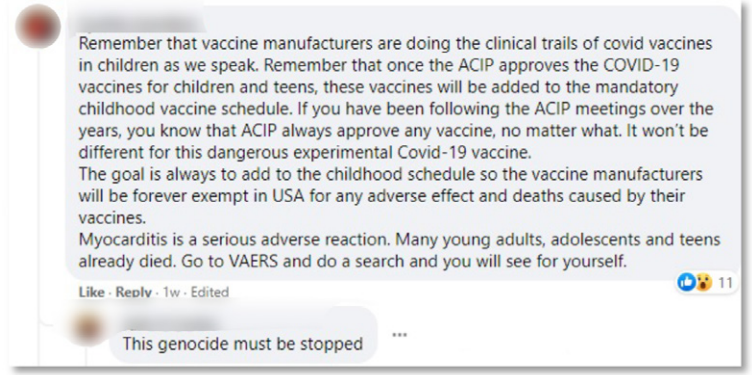 Remember that vaccine manufacturers are doing the clinical trails of covid vaccines
in children as we speak. Remember that once the ACIP approves the COVID-19
vaccines for children and teens, these vaccines will be added to the mandatory
childhood vaccine schedule. If you have been following the ACIP meetings over the
years, you know that ACIP always approve any vaccine, no matter what. It won't be
different for this dangerous experimental Covid-19 vaccine.
The goal is always to add to the childhood schedule so the vaccine manufacturers
will be forever exempt in USA for any adverse effect and deaths caused by their
vaccines.
Myocarditis is a serious adverse reaction. Many young adults, adolescents and teens
already died. Go to VAERS and do a search and you will see for yourself.
11
Like · Reply · 1w · Edited
This genocide must be stopped